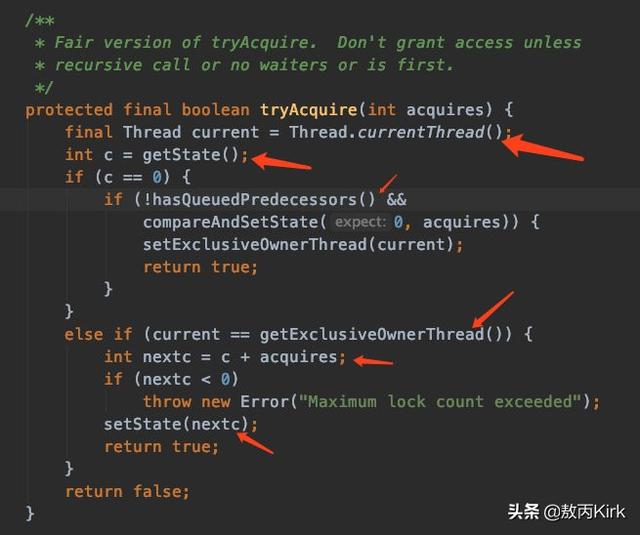 /**
 * Fair version of tryAcquire.  Don't grant access unless
 * recursive call or no waiters or is first.
 */
protected final boolean tryAcquire(int acquires) {
    final Thread current = Thread.currentThread();
    int c = getState();
    if (c == 0) {
        if (!hasQueuedPredecessors() &&
            compareAndSetState( expect: 0, acquires)) {
            setExclusiveOwnerThread(current);
            return true;
        }
    }
    else if (current == getExclusiveOwnerThread()) {
        int nextc = c + acquires;
        if (nextc < 0)
            throw new Error("Maximum lock count exceeded");
        setState(nextc);
        return true;
    }
    return false;
}
头条 @敖丙Kirk